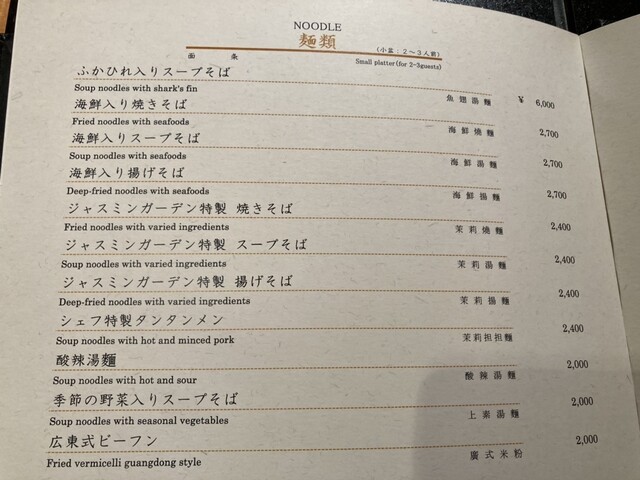 NOODLE
麵類
面 条 (小盆：2～3人前)
Small platter(for 2-3guests)
ふかひれ入りスープそば
Soup noodles with shark's fin 魚翅湯麵 ¥ 6,000
海鮮入り焼きそば
Fried noodles with seafoods 海鮮燒麵 2,700
海鮮入りスープそば
Soup noodles with seafoods 海鮮湯麵 2,700
海鮮入り揚げそば
Deep-fried noodles with seafoods 海鮮揚麵 2,700
ジャスミンガーデン特製 焼きそば
Fried noodles with varied ingredients 茉莉燒麵 2,400
ジャスミンガーデン特製 スープそば
Soup noodles with varied ingredients 茉莉湯麵 2,400
ジャスミンガーデン特製 揚げそば
Deep-fried noodles with varied ingredients 茉莉揚麵 2,400
シェフ特製タンタンメン
Soup noodles with hot and minced pork 茉莉担担麵 2,400
酸辣湯麵
Soup noodles with hot and sour 酸辣湯麵 2,000
季節の野菜入りスープそば
Soup noodles with seasonal vegetables 上素湯麵 2,000
広東式ビーフン
Fried vermicelli guangdong style 廣式米粉 2,000